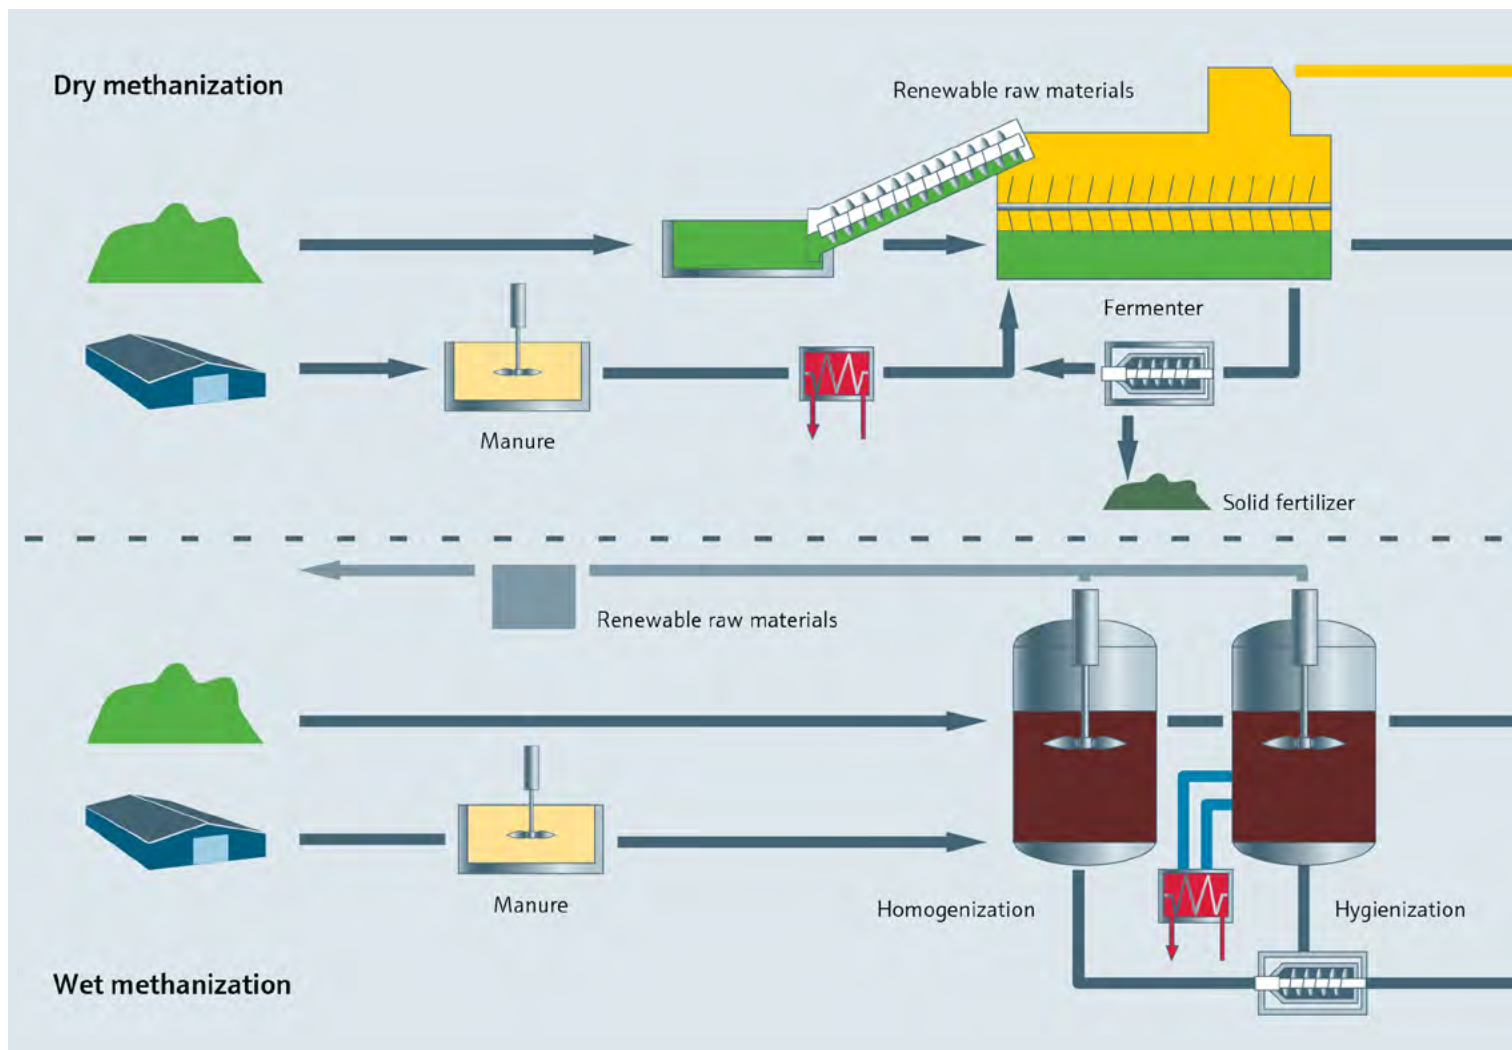 Dry methanization
Renewable raw materials
Fermenter
Manure
Solid fertilizer
Renewable raw materials
Manure
Homogenization
Hygienization
Wet methanization